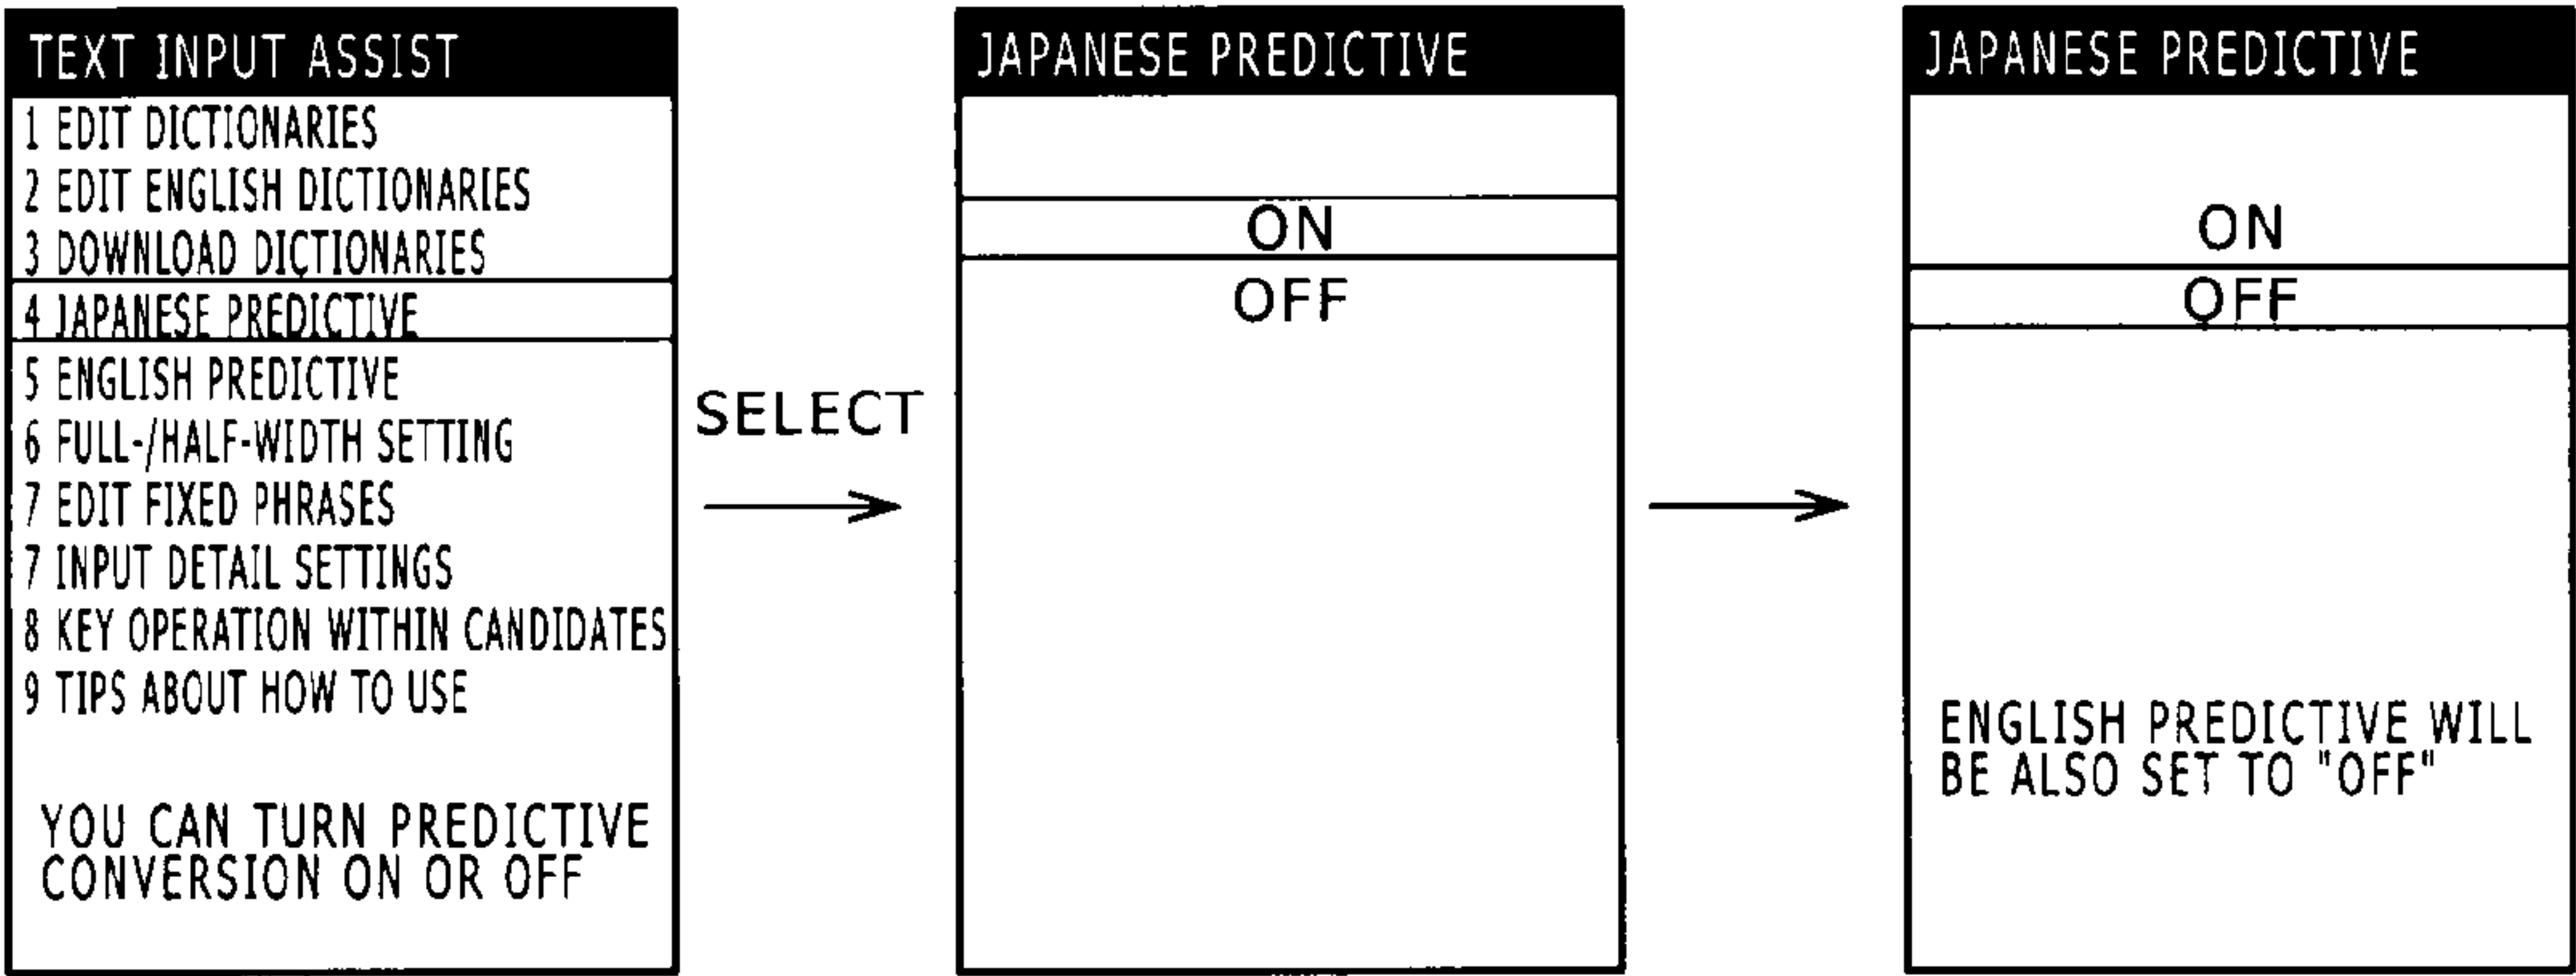 TEXT INPUT ASSIST
1 EDIT DICTIONARIES
2 EDIT ENGLISH DICTIONARIES
3 DOWNLOAD DICTIONARIES
4 JAPANESE PREDICTIVE
5 ENGLISH PREDICTIVE
6 FULL-/HALF-WIDTH SETTING
7 EDIT FIXED PHRASES
7 INPUT DETAIL SETTINGS
8 KEY OPERATION WITHIN CANDIDATES
9 TIPS ABOUT HOW TO USE
YOU CAN TURN PREDICTIVE
CONVERSION ON OR OFF
SELECT
JAPANESE PREDICTIVE
ON
OFF
JAPANESE PREDICTIVE
ON
OFF
ENGLISH PREDICTIVE WILL
BE ALSO SET TO "OFF"